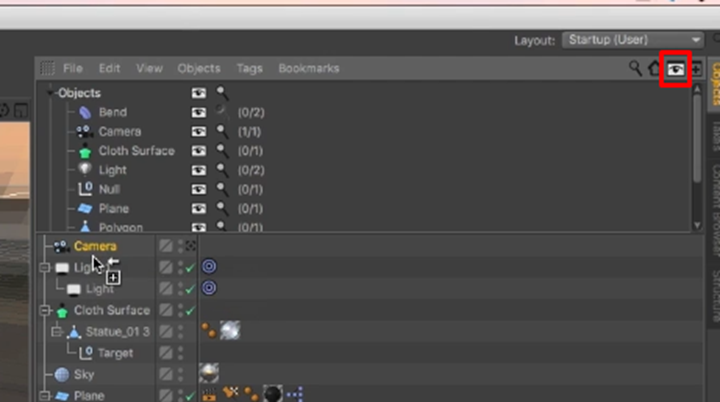 Layout: Startup (User)
File Edit View Objects Tags Bookmarks
Objects
Bend (0/2)
Camera (1/1)
Cloth Surface (0/1)
Light (0/2)
Null (0/1)
Plane (0/1)
Polygon (0/1)
Camera
Light
Cloth Surface
Statue_01 3
Target
Sky
Plane